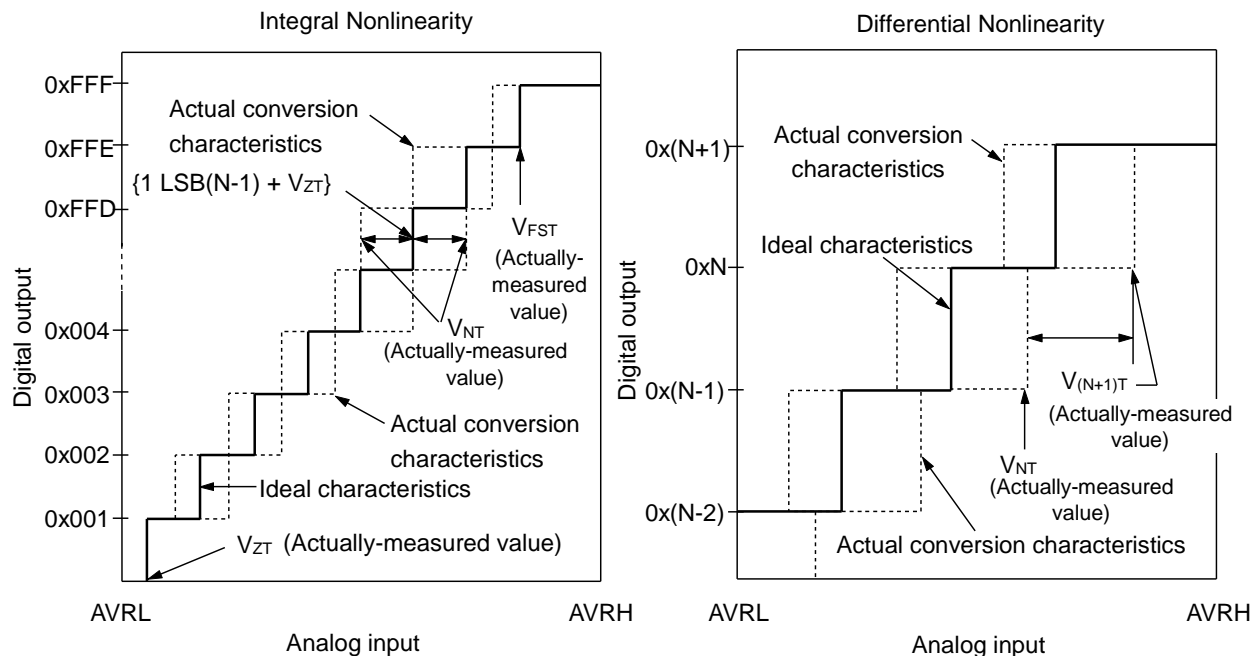 Integral Nonlinearity
0xFFF
Actual conversion
characteristics
0xFFE
{1 LSB(N-1) + VZT}
0xFFD
VFST
(Actually-
measured
value)
Digital output
0x004
VNT
(Actually-measured
value)
0x003
Actual conversion
characteristics
0x002
Ideal characteristics
0x001
VZT (Actually-measured value)
AVRL
AVRH
Analog input
Differential Nonlinearity
Actual conversion
characteristics
0x(N+1)
Ideal characteristics
0xN
Digital output
0x(N-1)
V(N+1)T
(Actually-measured
value)
VNT
(Actually-measured
value)
0x(N-2)
Actual conversion characteristics
AVRL
AVRH
Analog input